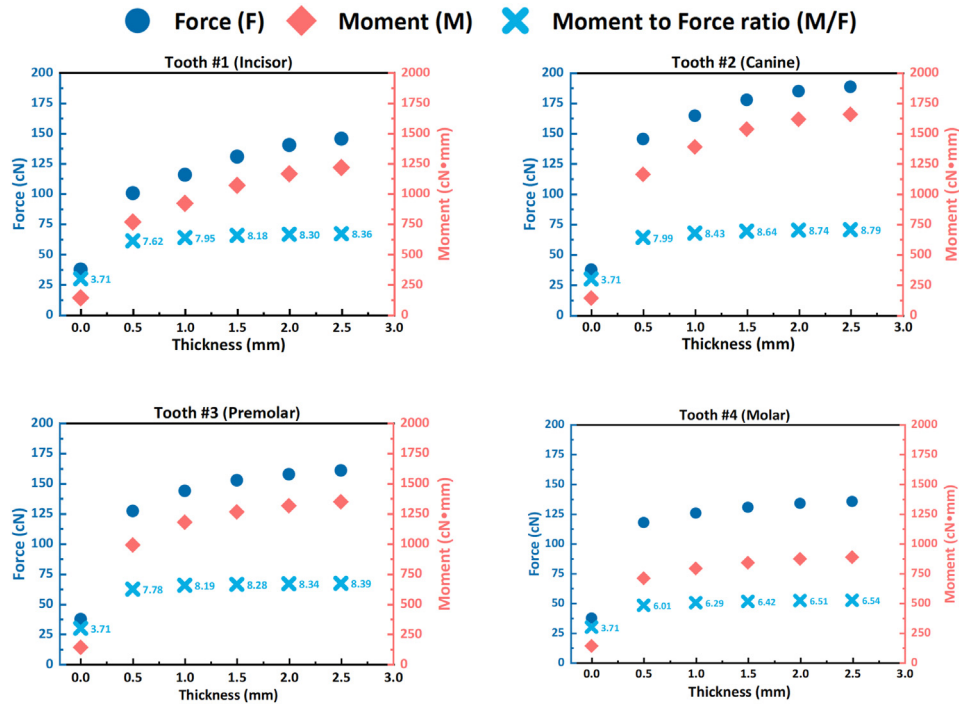 Force (F) Moment (M) Moment to Force ratio (M/F)
Tooth #1 (Incisor)
200 2000
175 1750
150 1500
125 1250
100 1000
75 750
50 500
25 250
0 0
Force (cN)
Moment (cN•mm)
7.62 7.95 8.18 8.30 8.36
3.71
0.0 0.5 1.0 1.5 2.0 2.5 3.0
Thickness (mm)
Tooth #2 (Canine)
200 2000
175 1750
150 1500
125 1250
100 1000
75 750
50 500
25 250
0 0
Force (cN)
Moment (cN•mm)
7.99 8.43 8.64 8.74 8.79
3.71
0.0 0.5 1.0 1.5 2.0 2.5 3.0
Thickness (mm)
Tooth #3 (Premolar)
200 2000
175 1750
150 1500
125 1250
100 1000
75 750
50 500
25 250
0 0
Force (cN)
Moment (cN•mm)
7.78 8.19 8.28 8.34 8.39
3.71
0.0 0.5 1.0 1.5 2.0 2.5 3.0
Thickness (mm)
Tooth #4 (Molar)
200 2000
175 1750
150 1500
125 1250
100 1000
75 750
50 500
25 250
0 0
Force (cN)
Moment (cN•mm)
6.01 6.29 6.42 6.51 6.54
3.71
0.0 0.5 1.0 1.5 2.0 2.5 3.0
Thickness (mm)